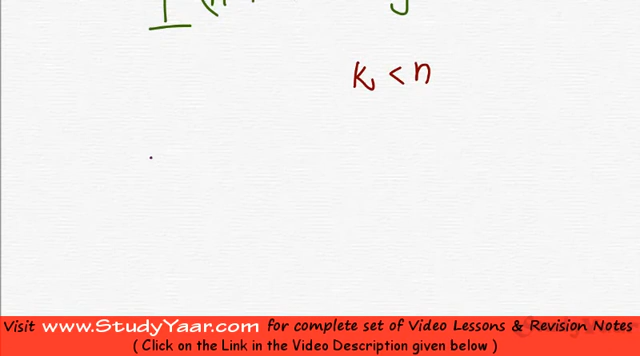 k < n
Visit www.StudyYaar.com for complete set of Video Lessons & Revision Notes
( Click on the Link in the Video Description given below )